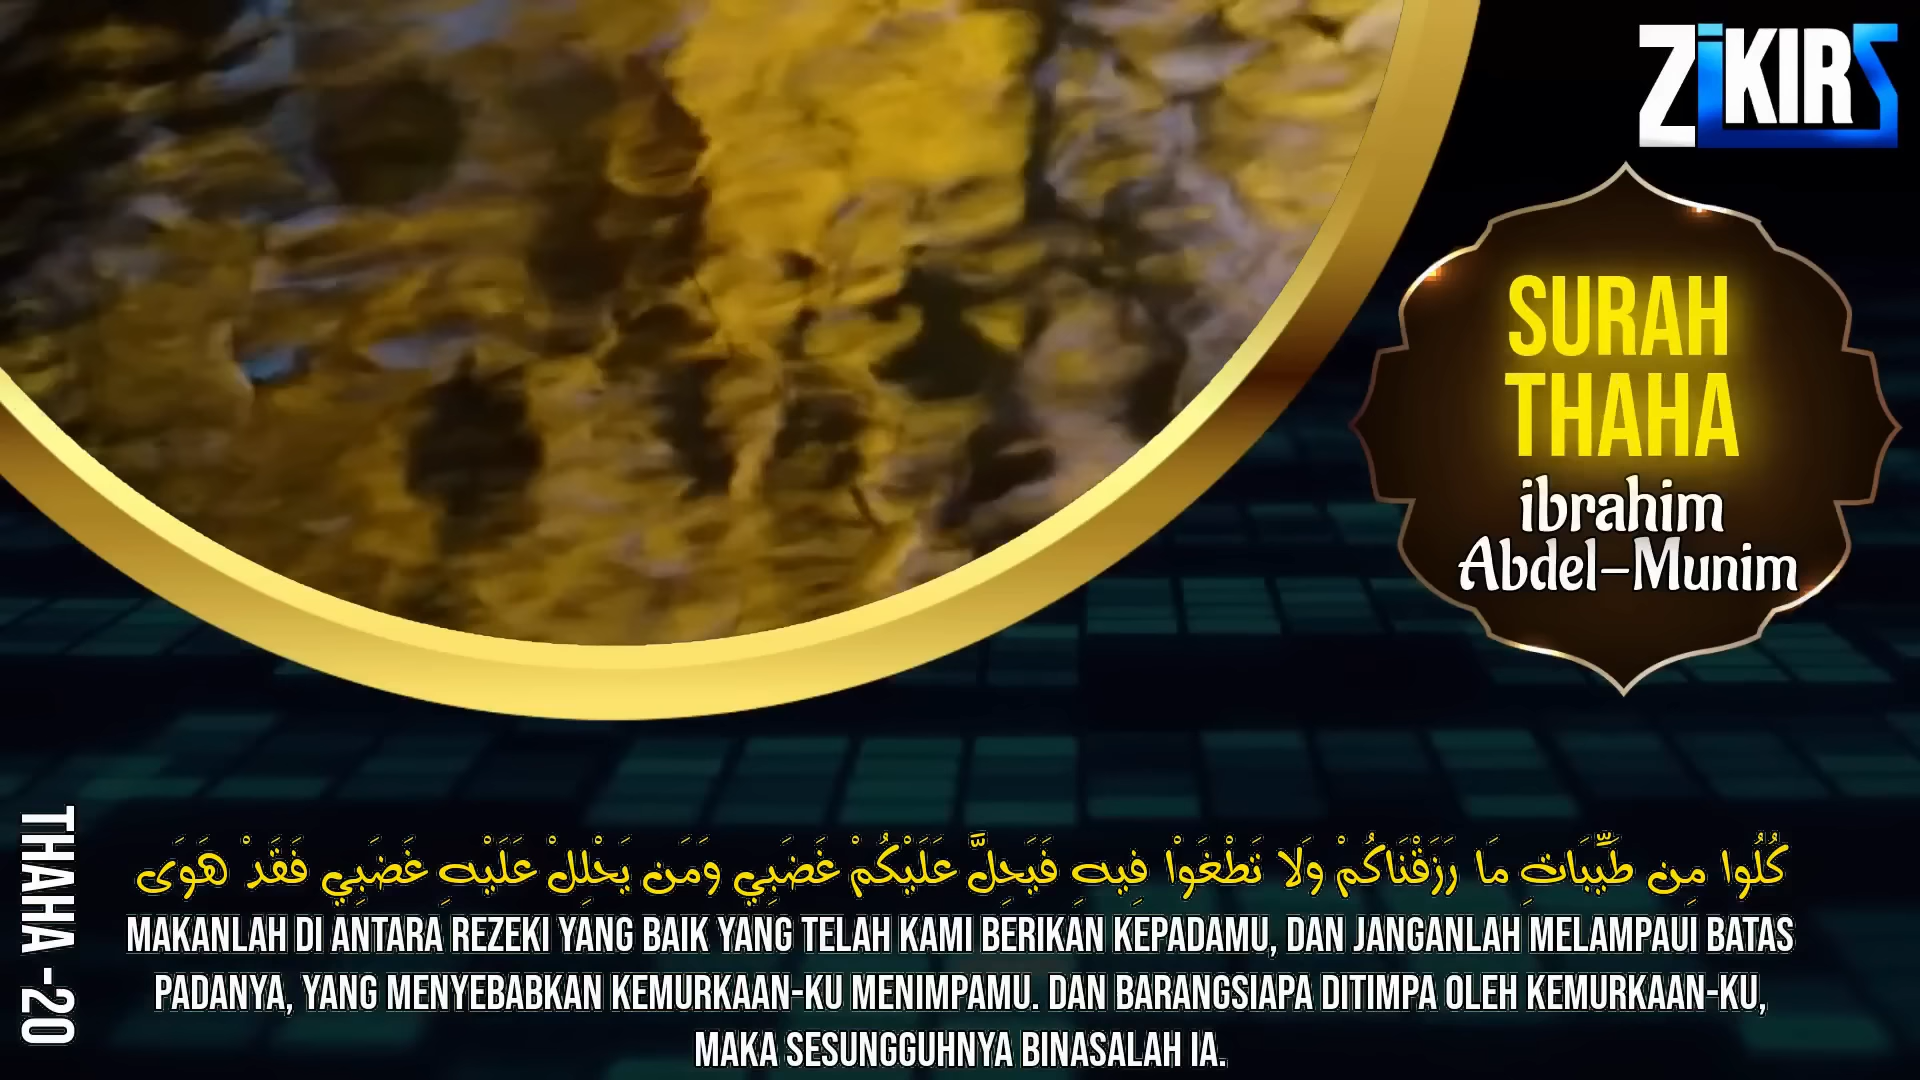 ZIKIRS
SURAH
THAHA
ibrahim
Abdel-Munim
كُلُوا مِن طَيِّبَاتِ مَا رَزَقْنَاكُمْ وَلَا تَطْغَوْا فِيهِ فَيَحِلَّ عَلَيْكُمْ غَضَبِي وَمَن يَحْلِلْ عَلَيْهِ غَضَبِي فَقَدْ هَوَى
MAKANLAH DI ANTARA REZEKI YANG BAIK YANG TELAH KAMI BERIKAN KEPADAMU, DAN JANGANLAH MELAMPAUI BATAS
PADANYA, YANG MENYEBABKAN KEMURKAAN-KU MENIMPAMU. DAN BARANGSIAPA DITIMPA OLEH KEMURKAAN-KU,
MAKA SESUNGGUHNYA BINASALAH IA.
THAHA -20